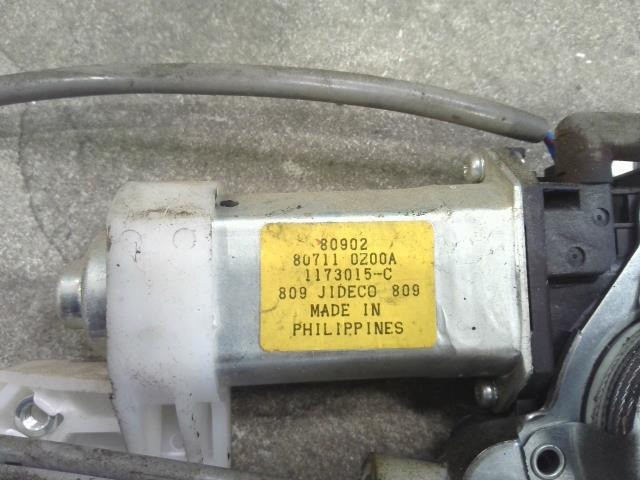 80902
80711 0Z00A
1173015-C
809 JIDECO 809
MADE IN
PHILIPPINES